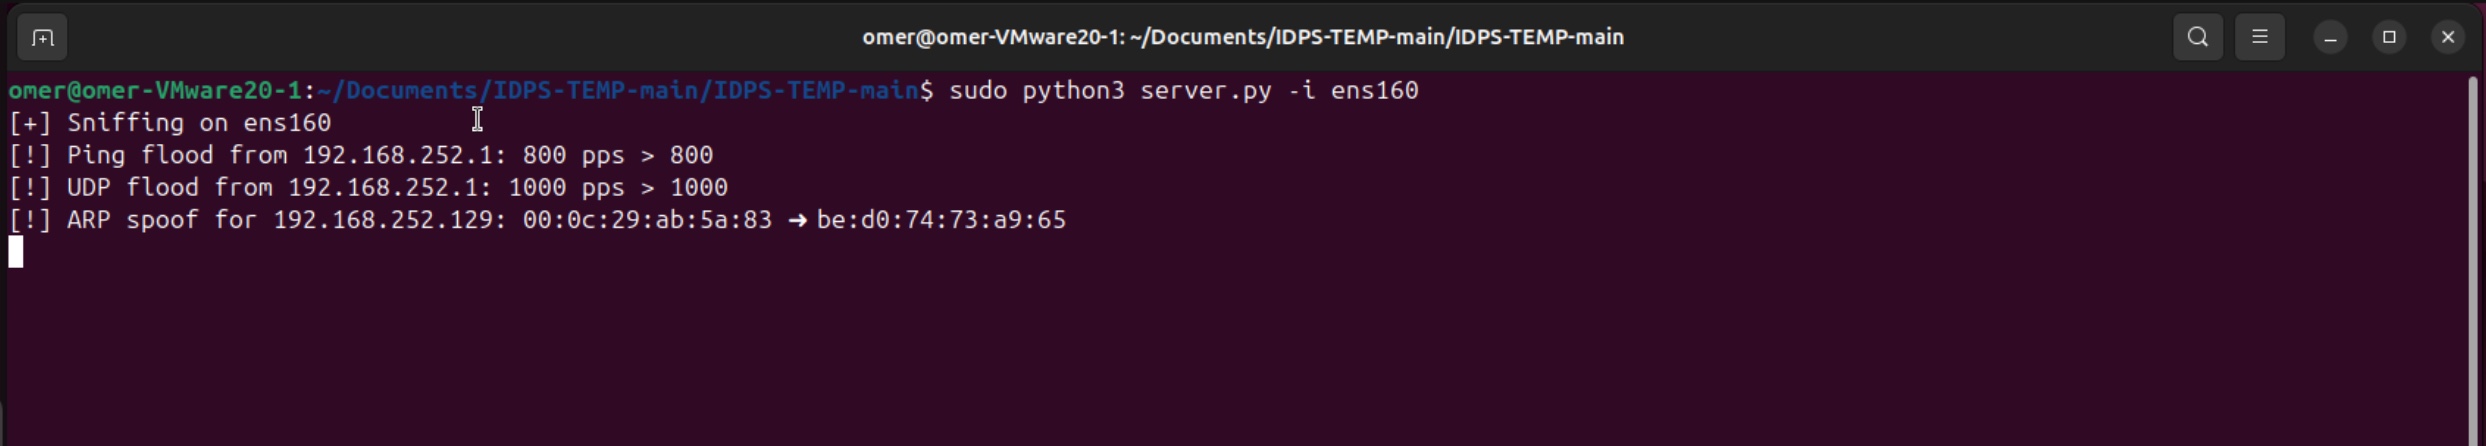 omer@omer-VMware20-1: ~/Documents/IDPS-TEMP-main/IDPS-TEMP-main
omer@omer-VMware20-1:~/Documents/IDPS-TEMP-main/IDPS-TEMP-main$ sudo python3 server.py -i ens160
[+] Sniffing on ens160
[!] Ping flood from 192.168.252.1: 800 pps > 800
[!] UDP flood from 192.168.252.1: 1000 pps > 1000
[!] ARP spoof for 192.168.252.129: 00:0c:29:ab:5a:83 ➜ be:d0:74:73:a9:65